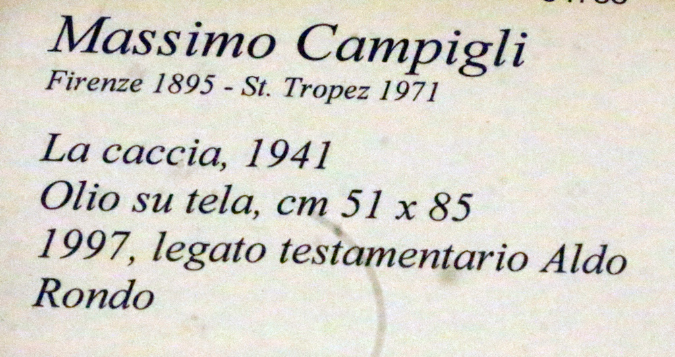 Massimo Campigli
Firenze 1895 - St. Tropez 1971
La caccia, 1941
Olio su tela, cm 51 x 85
1997, legato testamentario Aldo
Rondo